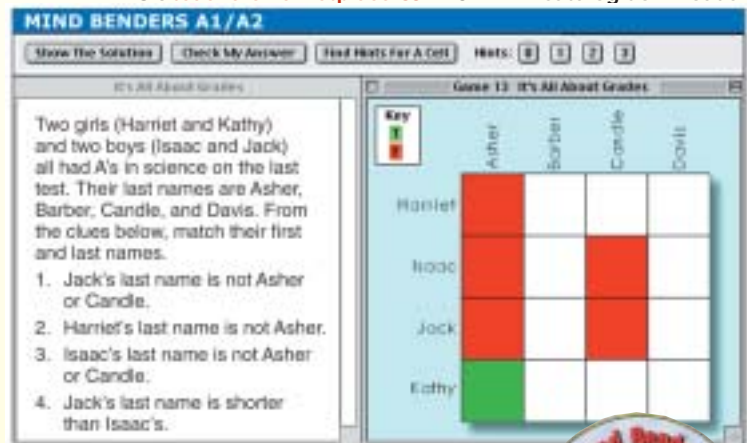 MIND BENDERS A1/A2
Show The Solution Check My Answer Find Hints For A Cell Hints: 0 1 2 3
It's All About Grades
Game 13 It's All About Grades
Two girls (Harriet and Kathy)
and two boys (Isaac and Jack)
all had A's in science on the last
test. Their last names are Asher,
Barber, Candle, and Davis. From
the clues below, match their first
and last names.
1. Jack's last name is not Asher
or Candle.
2. Harriet's last name is not Asher.
3. Isaac's last name is not Asher
or Candle.
4. Jack's last name is shorter
than Isaac's.
Key
T
F
Asher
Barber
Candle
Davis
Harriet
Isaac
Jack
Kathy